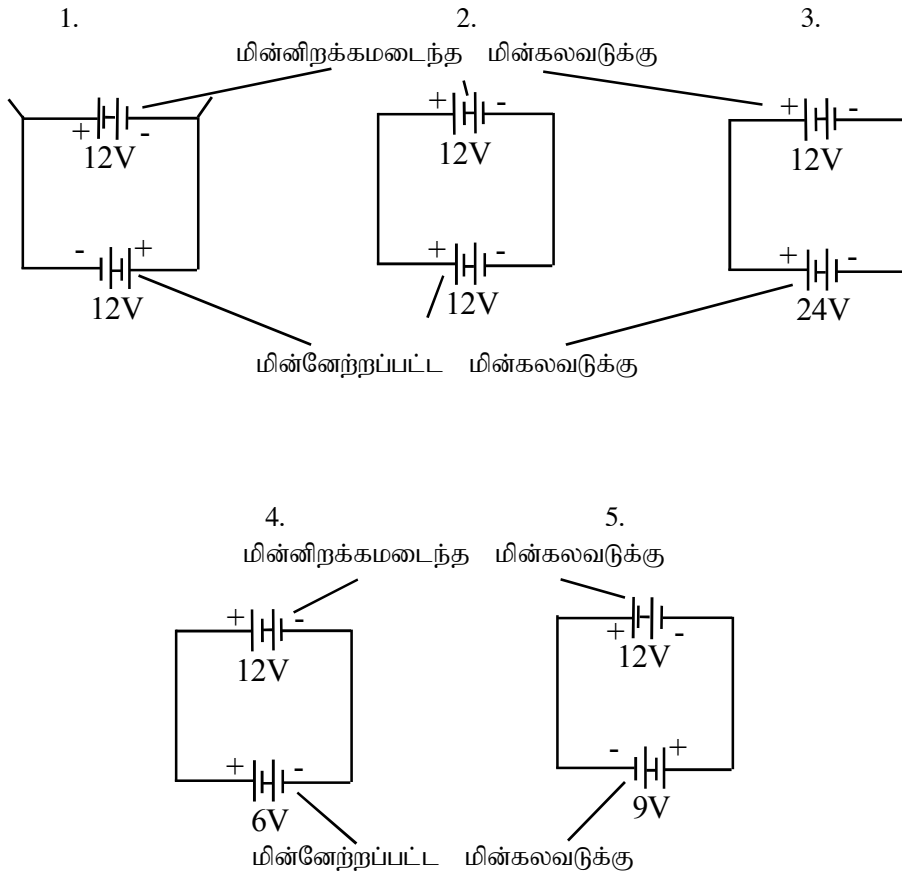 1. 2. 3.
மின்னிறக்கமடைந்த மின்கலவடுக்கு
+ - + - + -
12V 12V 12V
- + + - + -
12V 12V 24V
மின்னேற்றப்பட்ட மின்கலவடுக்கு
4. 5.
மின்னிறக்கமடைந்த மின்கலவடுக்கு
+ - + -
12V 12V
+ - - +
6V 9V
மின்னேற்றப்பட்ட மின்கலவடுக்கு